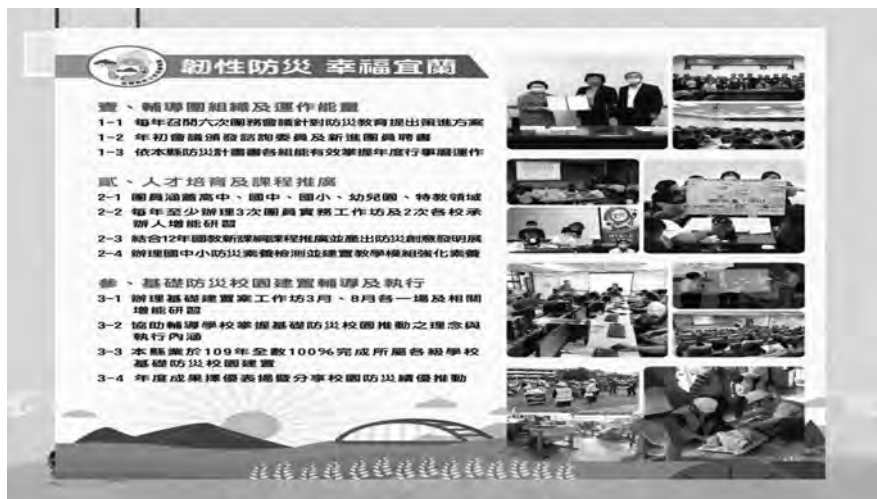 韌性防災 幸福宜蘭
壹、輔導團組織及運作能量
1-1 每年召開六次團務會議針對防災教育提出策進方案
1-2 年初會議頒發諮詢委員及新進團員聘書
1-3 依本縣防災計畫書各組能有效掌握年度行事曆運作
貳、人才培育及課程推廣
2-1 團員涵蓋高中、國中、國小、幼兒園、特教領域
2-2 每年至少辦理3次團員實務工作坊及2次各校承
辦人增能研習
2-3 結合12年國教新課綱課程推廣並產出防災創意發明展
2-4 辦理國中小防災素養檢測並建置教學模組強化素養
參、基礎防災校園建置輔導及執行
3-1 辦理基礎建置案工作坊3月、8月各一場及相關
增能研習
3-2 協助輔導學校掌握基礎防災校園推動之理念與
執行內涵
3-3 本縣業於109年全數100%完成所屬各級學校
基礎防災校園建置
3-4 年度成果擇優表揚暨分享校園防災績優推動